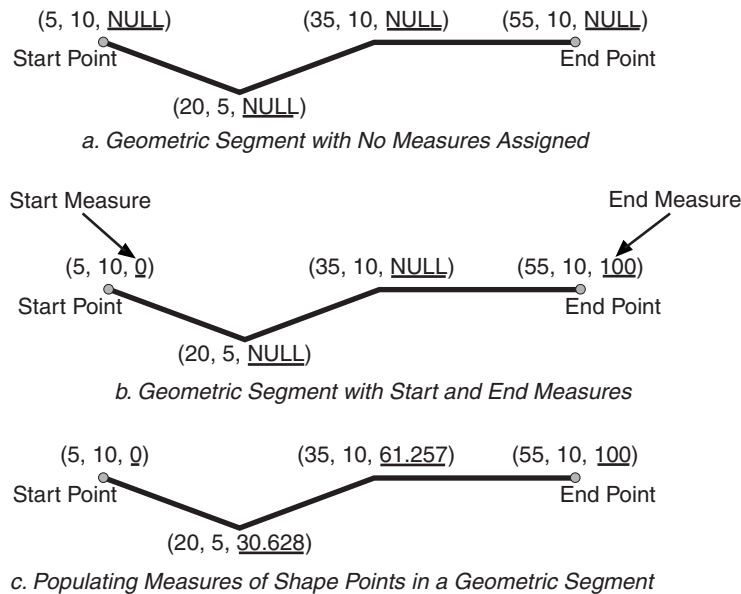 (5, 10, NULL) (35, 10, NULL) (55, 10, NULL)
Start Point End Point
(20, 5, NULL)
a. Geometric Segment with No Measures Assigned
Start Measure End Measure
(5, 10, 0) (35, 10, NULL) (55, 10, 100)
Start Point End Point
(20, 5, NULL)
b. Geometric Segment with Start and End Measures
(5, 10, 0) (35, 10, 61.257) (55, 10, 100)
Start Point End Point
(20, 5, 30.628)
c. Populating Measures of Shape Points in a Geometric Segment